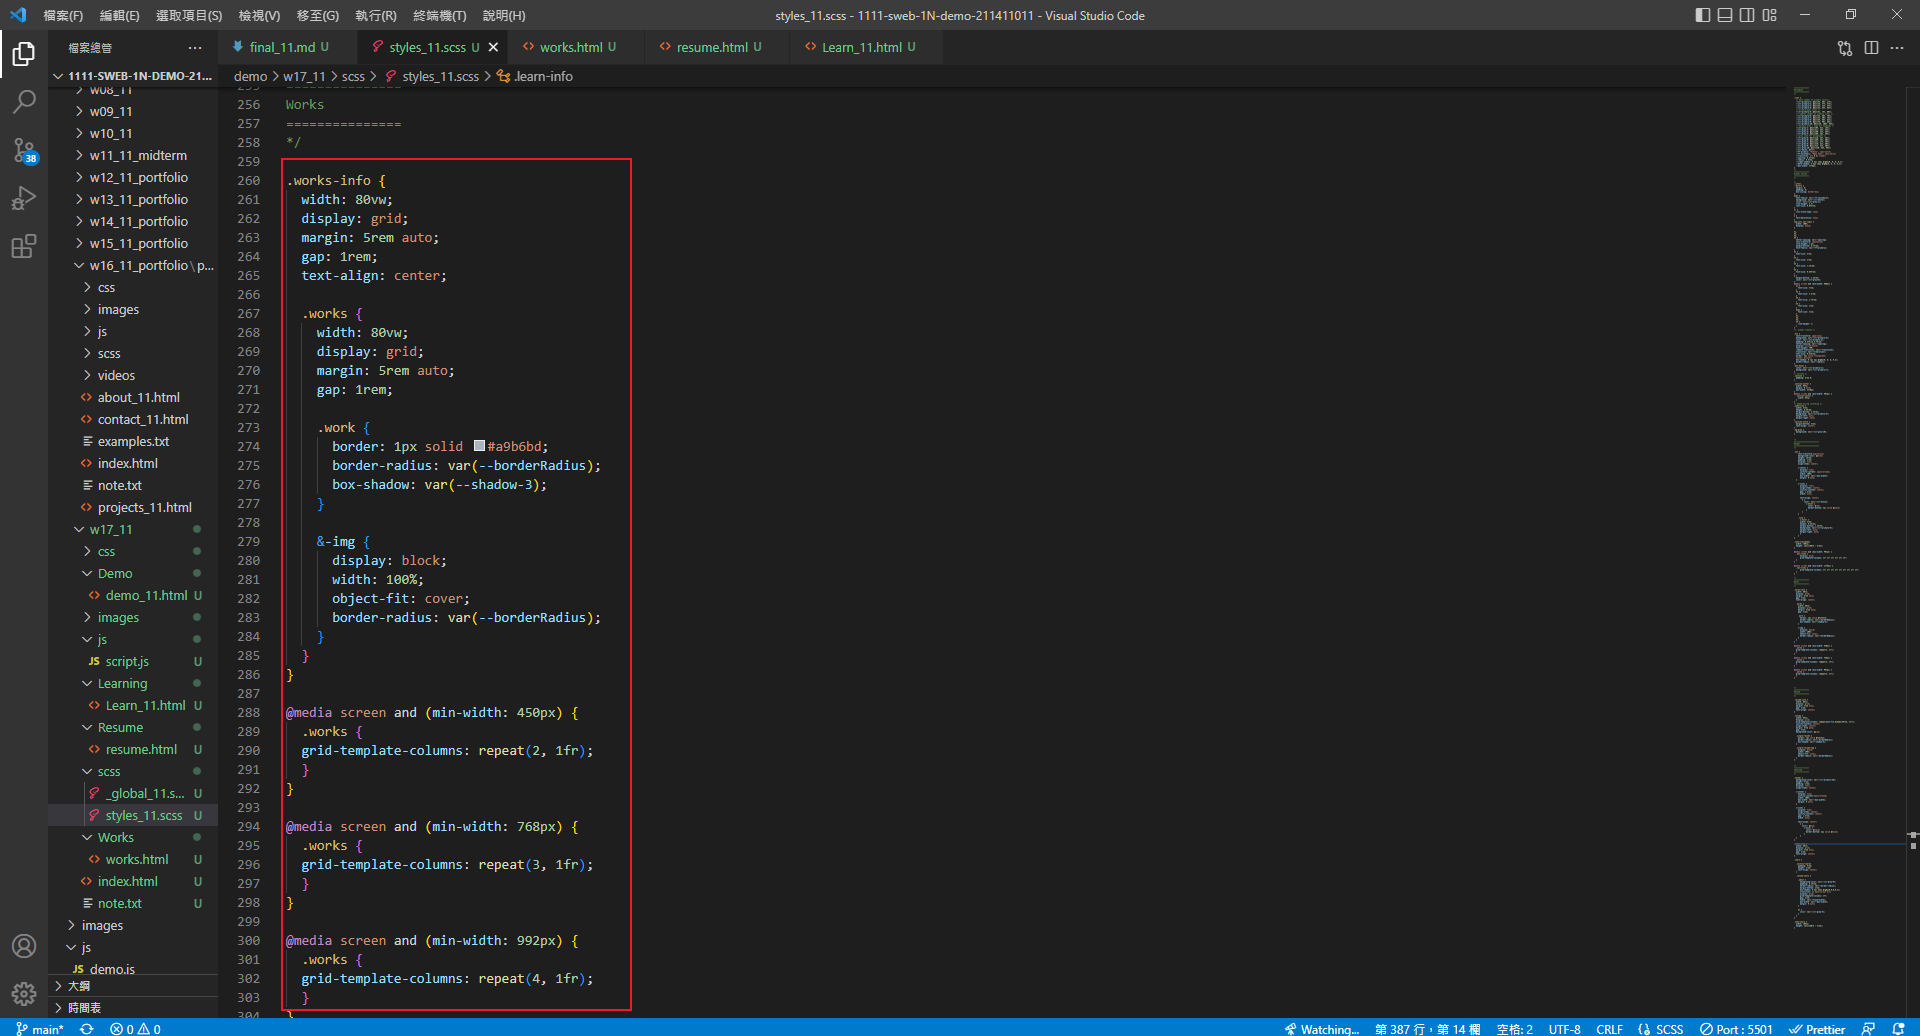 檔案(F) 編輯(E) 選取項目(S) 檢視(V) 移至(G) 執行(R) 終端機(T) 說明(H) styles_11.scss - 1111-sweb-1N-demo-211411011 - Visual Studio Code
檔案總管
final_11.md U styles_11.scss U works.html U resume.html U Learn_11.html U
demo > w17_11 > scss > styles_11.scss > .learn-info
1111-SWEB-1N-DEMO-21...
w08_11
w09_11
w10_11
w11_11_midterm
w12_11_portfolio
w13_11_portfolio
w14_11_portfolio
w15_11_portfolio
w16_11_portfolio\p...
css
images
js
scss
videos
about_11.html
contact_11.html
examples.txt
index.html
note.txt
projects_11.html
w17_11
css
Demo
demo_11.html U
images
js
JS script.js U
Learning
Learn_11.html U
Resume
resume.html U
scss
_global_11.s... U
styles_11.scss U
Works
works.html U
index.html U
note.txt U
images
js
JS demo.js
大綱
時間表
255 ===============
256 Works
257 ===============
258 */
259
260 .works-info {
261 width: 80vw;
262 display: grid;
263 margin: 5rem auto;
264 gap: 1rem;
265 text-align: center;
266
267 .works {
268 width: 80vw;
269 display: grid;
270 margin: 5rem auto;
271 gap: 1rem;
272
273 .work {
274 border: 1px solid #a9b6bd;
275 border-radius: var(--borderRadius);
276 box-shadow: var(--shadow-3);
277 }
278
279 &-img {
280 display: block;
281 width: 100%;
282 object-fit: cover;
283 border-radius: var(--borderRadius);
284 }
285 }
286 }
287
288 @media screen and (min-width: 450px) {
289 .works {
290 grid-template-columns: repeat(2, 1fr);
291 }
292 }
293
294 @media screen and (min-width: 768px) {
295 .works {
296 grid-template-columns: repeat(3, 1fr);
297 }
298 }
299
300 @media screen and (min-width: 992px) {
301 .works {
302 grid-template-columns: repeat(4, 1fr);
303 }
304 }
38
main* 0 0 Watching... 第 387 行，第 14 欄 空格: 2 UTF-8 CRLF {} SCSS Port : 5501 Prettier